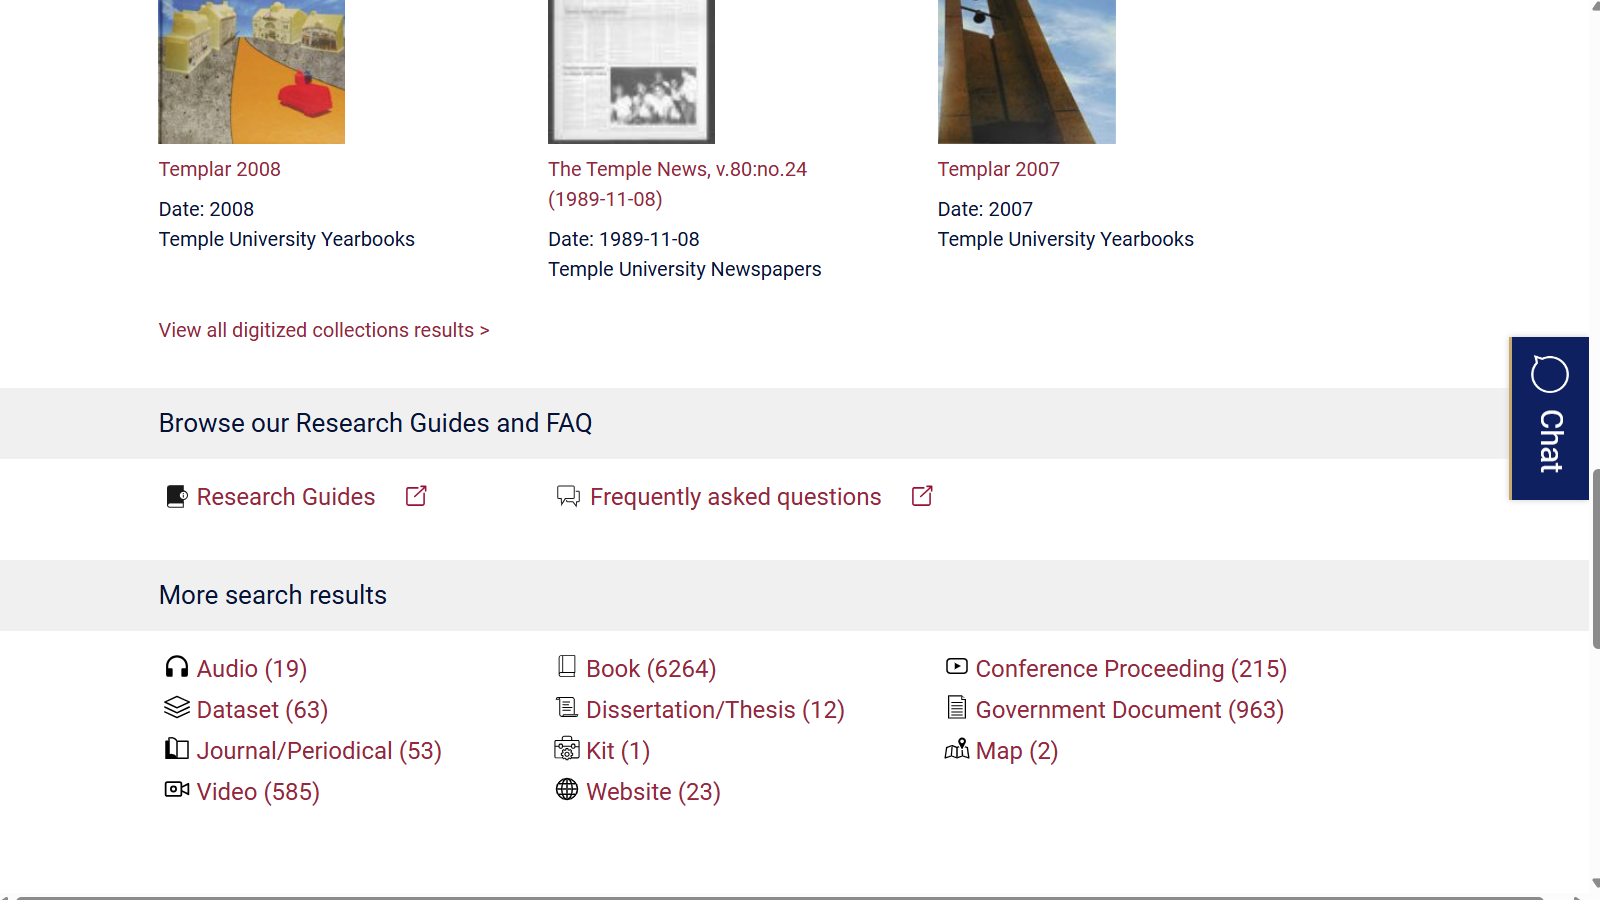 Templar 2008
Date: 2008
Temple University Yearbooks
The Temple News, v.80:no.24
(1989-11-08)
Date: 1989-11-08
Temple University Newspapers
Templar 2007
Date: 2007
Temple University Yearbooks
View all digitized collections results >
Chat
Browse our Research Guides and FAQ
Research Guides
Frequently asked questions
More search results
Audio (19)
Book (6264)
Conference Proceeding (215)
Dataset (63)
Dissertation/Thesis (12)
Government Document (963)
Journal/Periodical (53)
Kit (1)
Map (2)
Video (585)
Website (23)